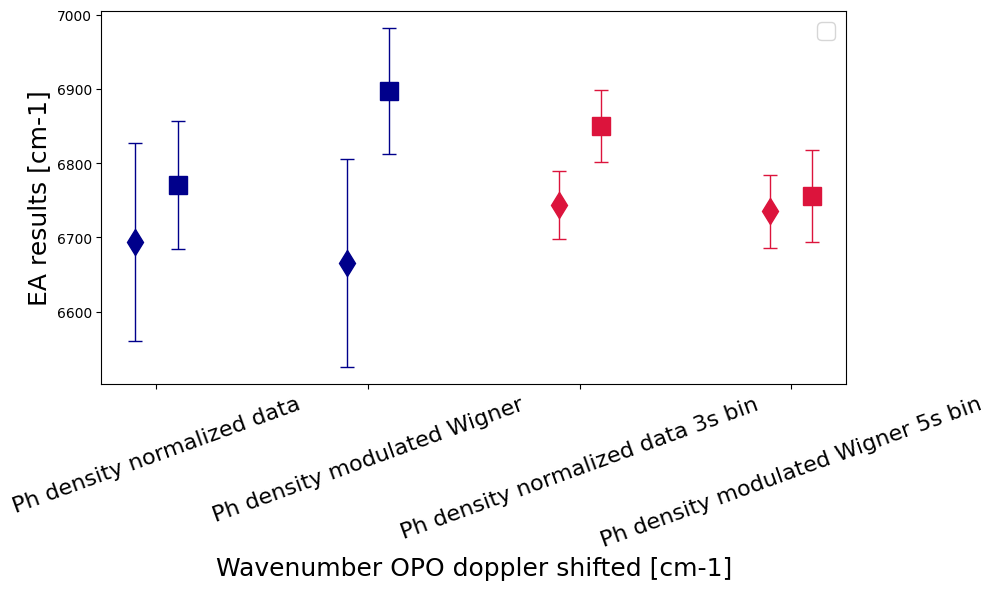 7000
6900
6800
6700
6600
EA results [cm-1]
Ph density normalized data
Ph density modulated Wigner
Ph density normalized data 3s bin
Ph density modulated Wigner 5s bin
Wavenumber OPO doppler shifted [cm-1]